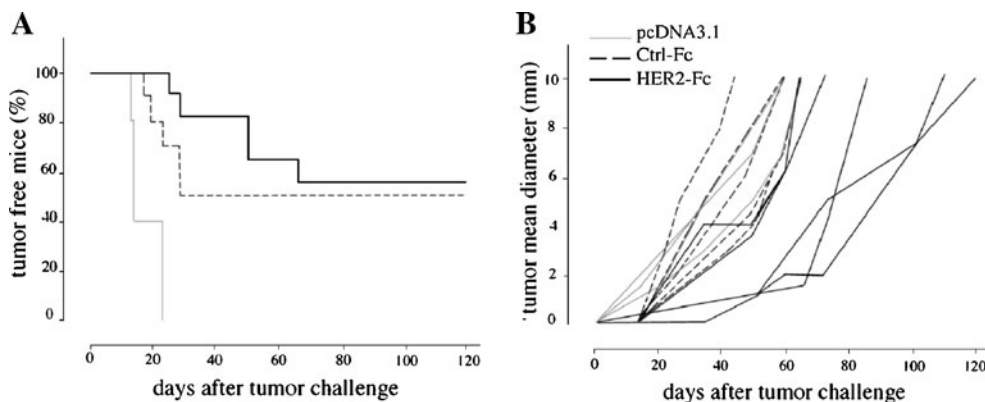 A
tumor free mice (%)
100
80
60
40
20
0
0 20 40 60 80 100 120
days after tumor challenge
B
pcDNA3.1
Ctrl-Fc
HER2-Fc
tumor mean diameter (mm)
10
8
6
4
2
0
0 20 40 60 80 100 120
days after tumor challenge